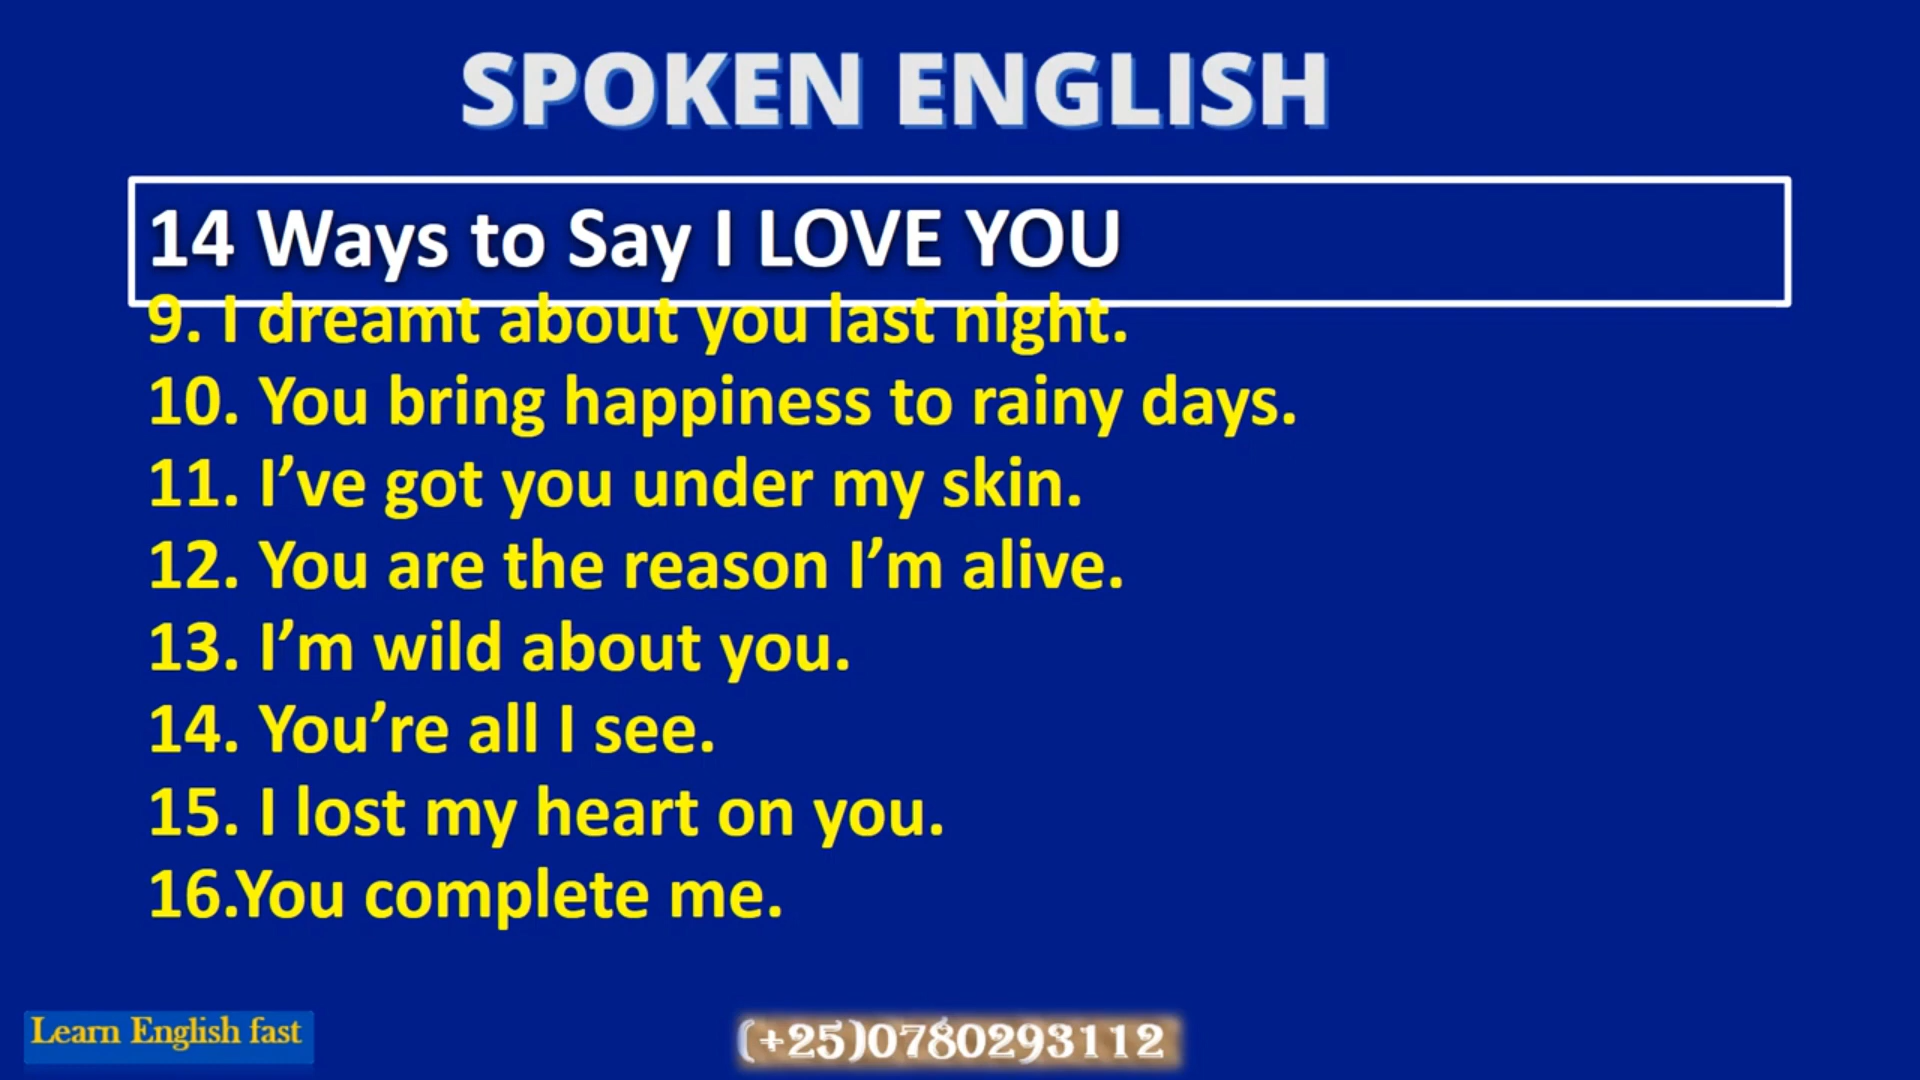 SPOKEN ENGLISH
14 Ways to Say I LOVE YOU
9. I dreamt about you last night.
10. You bring happiness to rainy days.
11. I’ve got you under my skin.
12. You are the reason I’m alive.
13. I’m wild about you.
14. You’re all I see.
15. I lost my heart on you.
16.You complete me.
Learn English fast
(+25)0780293112